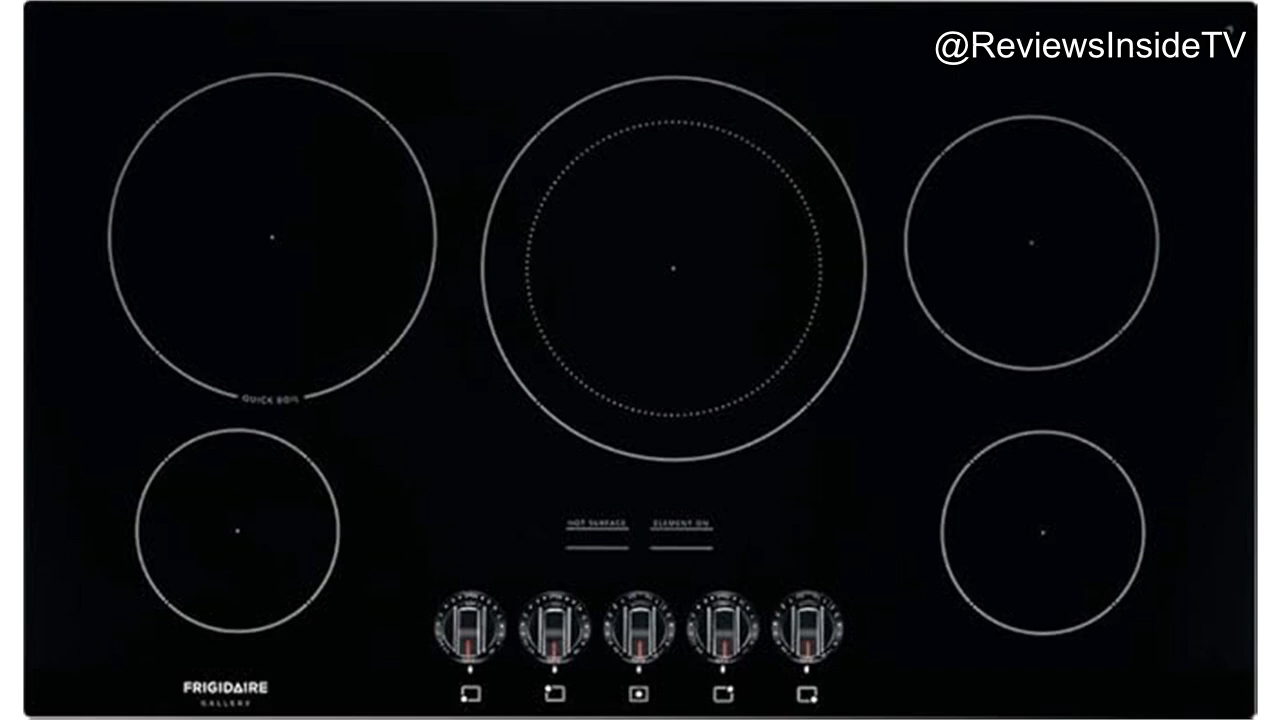 @ReviewsInsideTV
QUICK BOIL
HOT SURFACE ELEMENT ON
FRIGIDAIRE
GALLERY